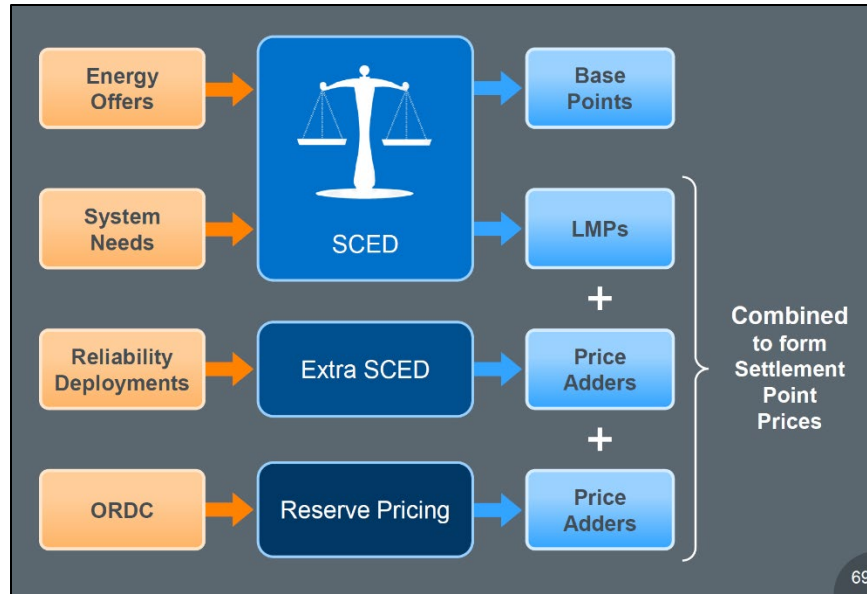 Energy
Offers
SCED
Base
Points
System
Needs
LMPs
+
Reliability
Deployments
Extra SCED
Price
Adders
+
ORDC
Reserve Pricing
Price
Adders
Combined
to form
Settlement
Point
Prices
69